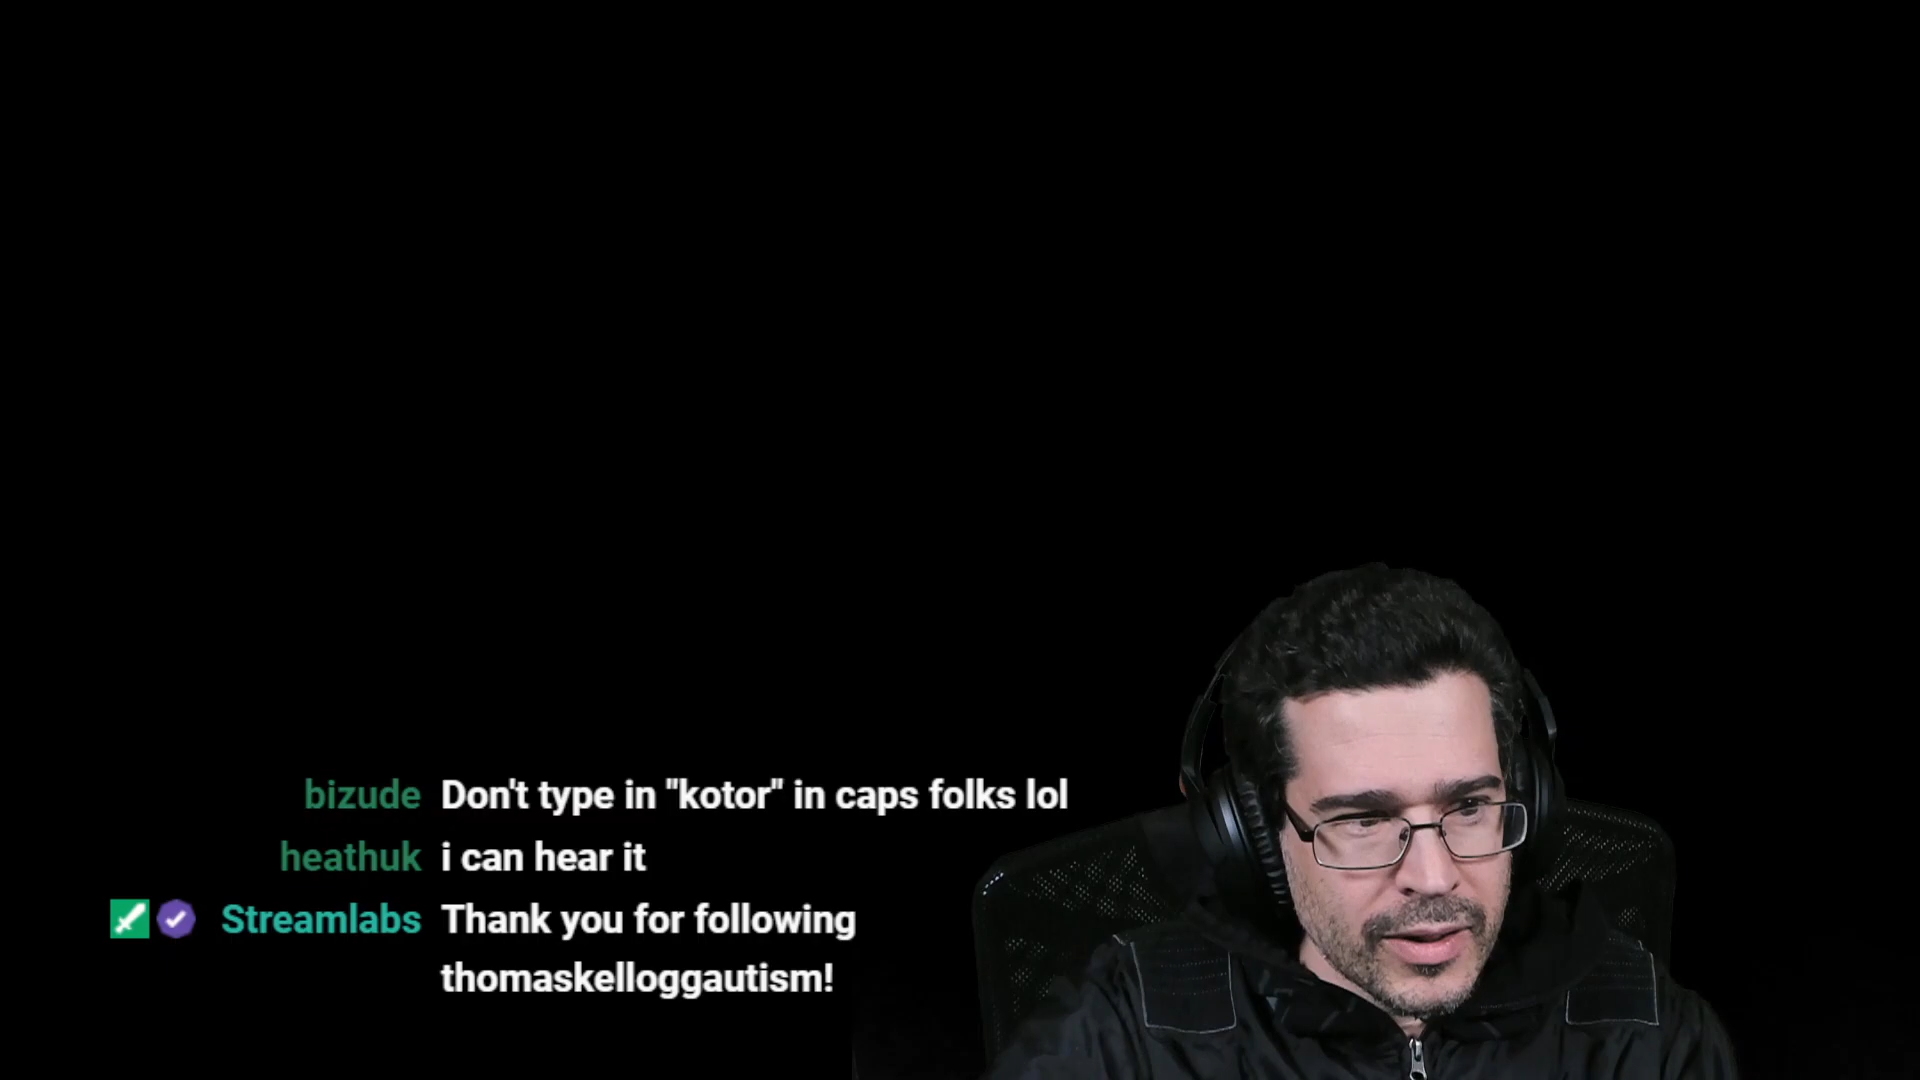 bizude Don't type in "kotor" in caps folks lol
heathuk i can hear it
Streamlabs Thank you for following
thomaskelloggautism!